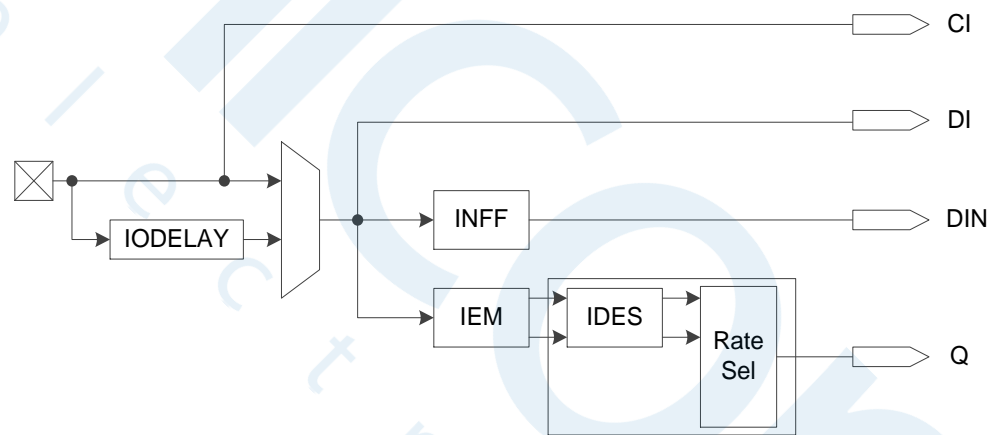 CI
DI
INFF
DIN
IODELAY
IEM
IDES
Rate
Sel
Q